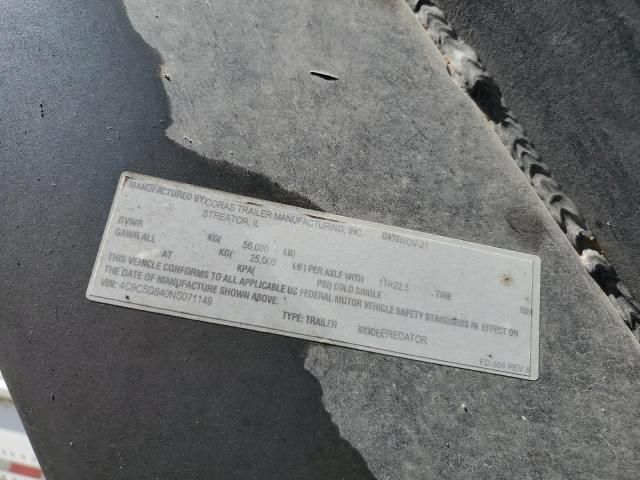 MANUFACTURED BY: CORAS TRAILER MANUFACTURING, INC. DATE NOV-21
STREATOR, IL
GVWR KG( 56,000 LB)
GAWR ALL KG( 25,000 LB) PER AXLE WITH 11R22.5 TIRE
AT KPA( PSI) COLD SINGLE
THIS VEHICLE CONFORMS TO ALL APPLICABLE US FEDERAL MOTOR VEHICLE SAFETY STANDARDS IN EFFECT ON
THE DATE OF MANUFACTURE SHOWN ABOVE.
VIN: 4C9C5D840NS071149
TYPE: TRAILER MODEL PREDATOR
FD-304 REV A